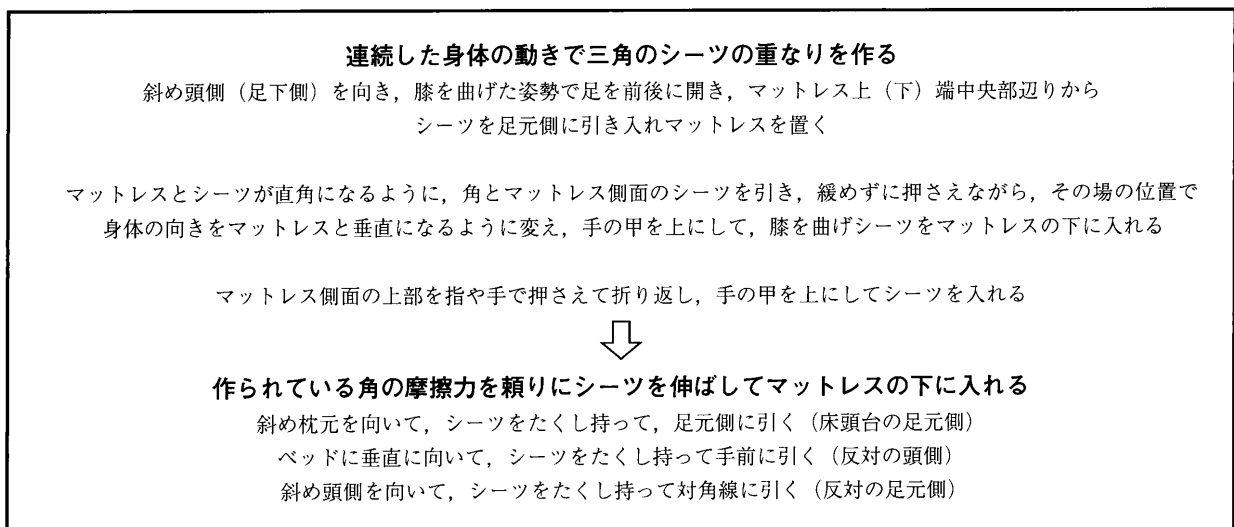 連続した身体の動きで三角のシーツの重なりを作る
斜め頭側（足下側）を向き，膝を曲げた姿勢で足を前後に開き，マットレス上（下）端中央部辺りから
シーツを足元側に引き入れマットレスを置く
マットレスとシーツが直角になるように，角とマットレス側面のシーツを引き，緩めずに押さえながら，その場の位置で
身体の向きをマットレスと垂直になるように変え，手の甲を上にして，膝を曲げシーツをマットレスの下に入れる
マットレス側面の上部を指や手で押さえて折り返し，手の甲を上にしてシーツを入れる
作られている角の摩擦力を頼りにシーツを伸ばしてマットレスの下に入れる
斜め枕元を向いて，シーツをたくし持って，足元側に引く（床頭台の足元側）
ベッドに垂直に向いて，シーツをたくし持って手前に引く（反対の頭側）
斜め頭側を向いて，シーツをたくし持って対角線に引く（反対の足元側）